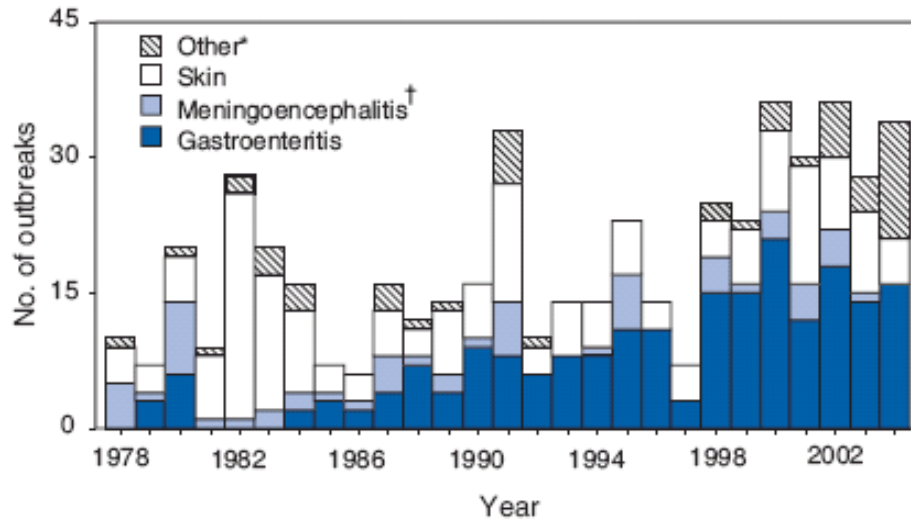 45
30
15
0
No. of outbreaks
Other*
Skin
Meningoencephalitis†
Gastroenteritis
1978 1982 1986 1990 1994 1998 2002
Year